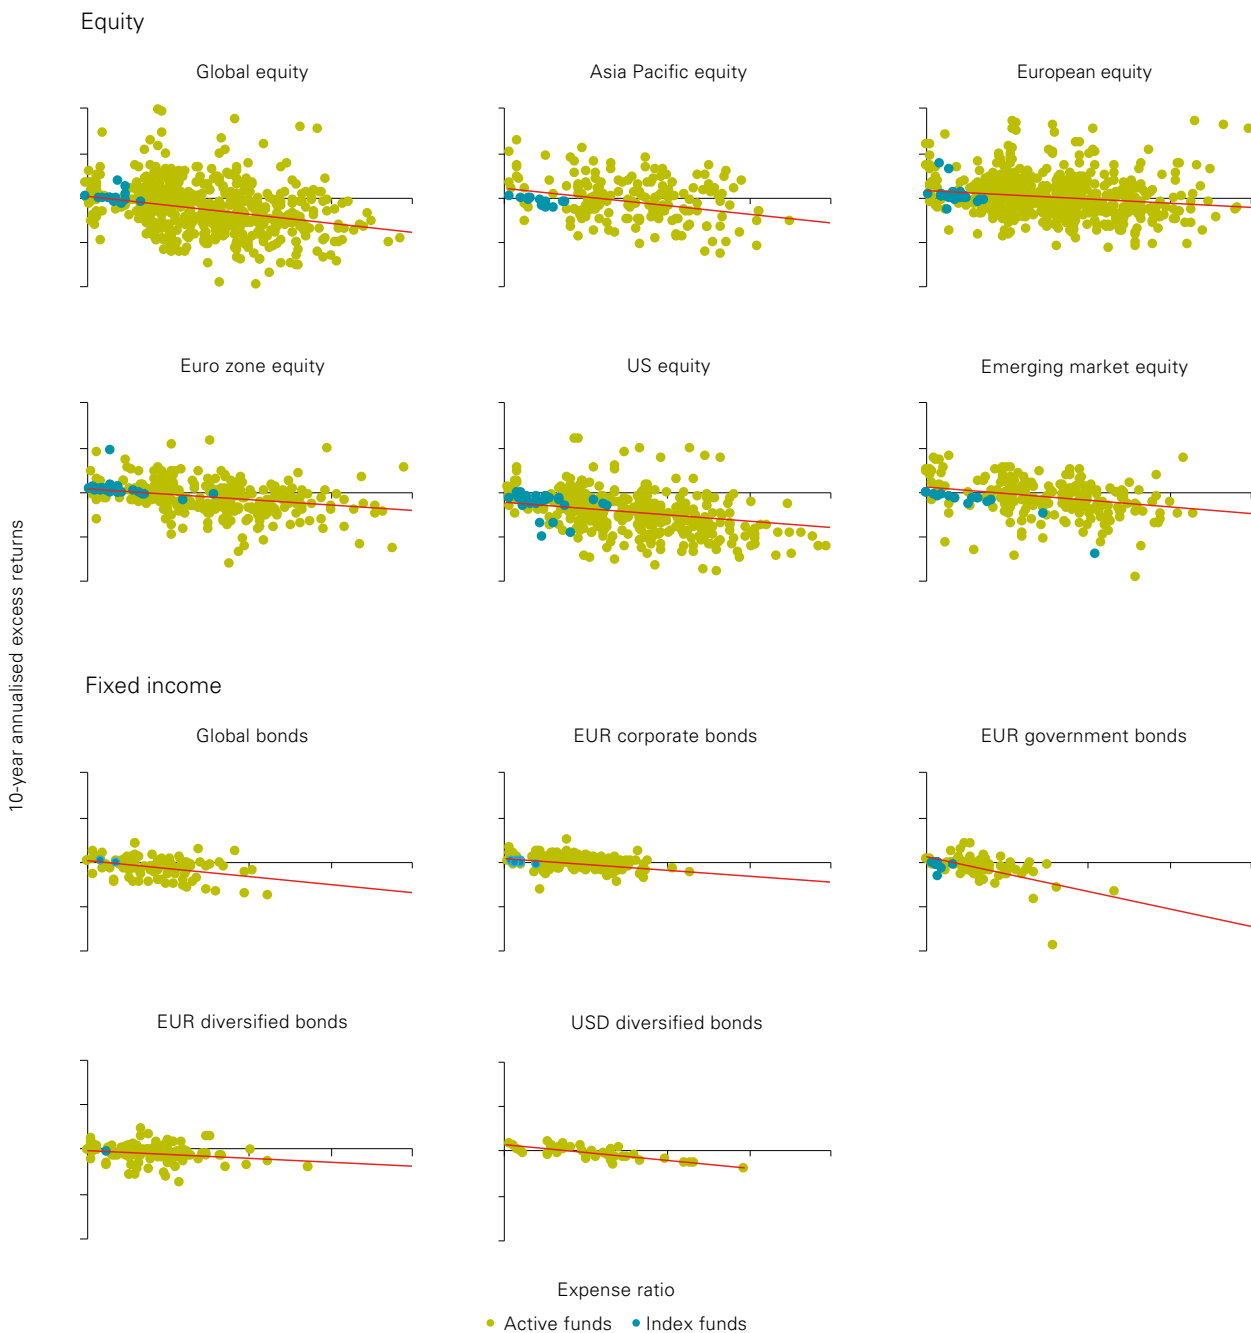 Equity
Global equity
Asia Pacific equity
European equity
Euro zone equity
US equity
Emerging market equity
10-year annualised excess returns
Fixed income
Global bonds
EUR corporate bonds
EUR government bonds
EUR diversified bonds
USD diversified bonds
Expense ratio
Active funds
Index funds